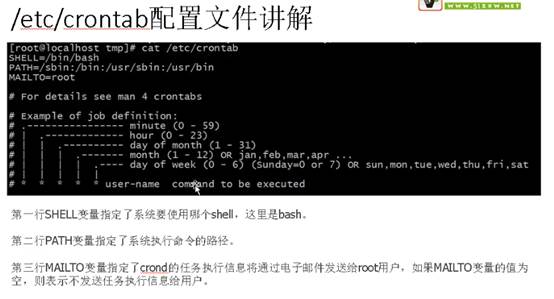 WWW.51XRW.NET
/etc/crontab配置文件讲解
[root@localhost tmp]# cat /etc/crontab
SHELL=/bin/bash
PATH=/sbin:/bin:/usr/sbin:/usr/bin
MAILTO=root
# For details see man 4 crontabs
# Example of job definition:
# .---------------- minute (0 - 59)
# | .------------- hour (0 - 23)
# | | .---------- day of month (1 - 31)
# | | | .------- month (1 - 12) OR jan,feb,mar,apr ...
# | | | | .---- day of week (0 - 6) (Sunday=0 or 7) OR sun,mon,tue,wed,thu,fri,sat
# | | | | |
# * * * * * user-name command to be executed
第一行SHELL变量指定了系统要使用哪个shell，这里是bash。
第二行PATH变量指定了系统执行命令的路径。
第三行MAILTO变量指定了crond的任务执行信息将通过电子邮件发送给root用户，如果MAILTO变量的值为
空，则表示不发送任务执行信息给用户。